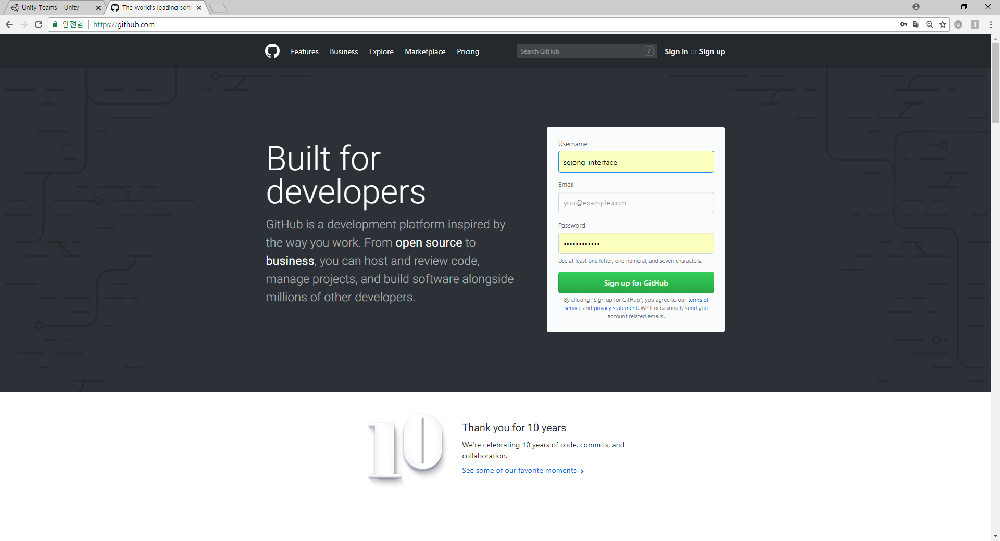 Unity Teams - Unity
The world's leading soft
안전함
https://github.com
Features
Business
Explore
Marketplace
Pricing
Search GitHub
/
Sign in or Sign up
Built for
developers
GitHub is a development platform inspired by
the way you work. From open source to
business, you can host and review code,
manage projects, and build software alongside
millions of other developers.
Username
sejong-interface
Email
you@example.com
Password
••••••••••••
Use at least one letter, one numeral, and seven characters.
Sign up for GitHub
By clicking “Sign up for GitHub”, you agree to our terms of
service and privacy statement. We’ll occasionally send you
account related emails.
10
Thank you for 10 years
We’re celebrating 10 years of code, commits, and
collaboration.
See some of our favorite moments